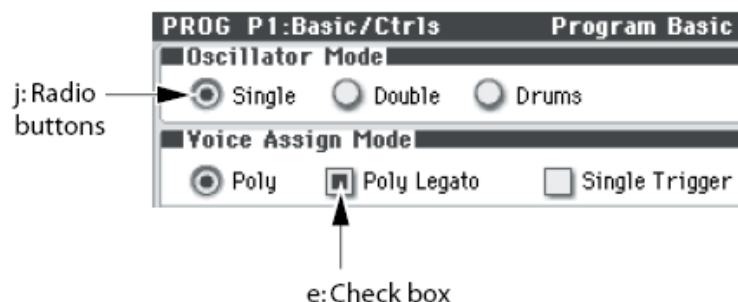 PROG P1:Basic/Ctrls Program Basic
Oscillator Mode
j: Radio buttons
Single Double Drums
Voice Assign Mode
Poly Poly Legato Single Trigger
e: Check box